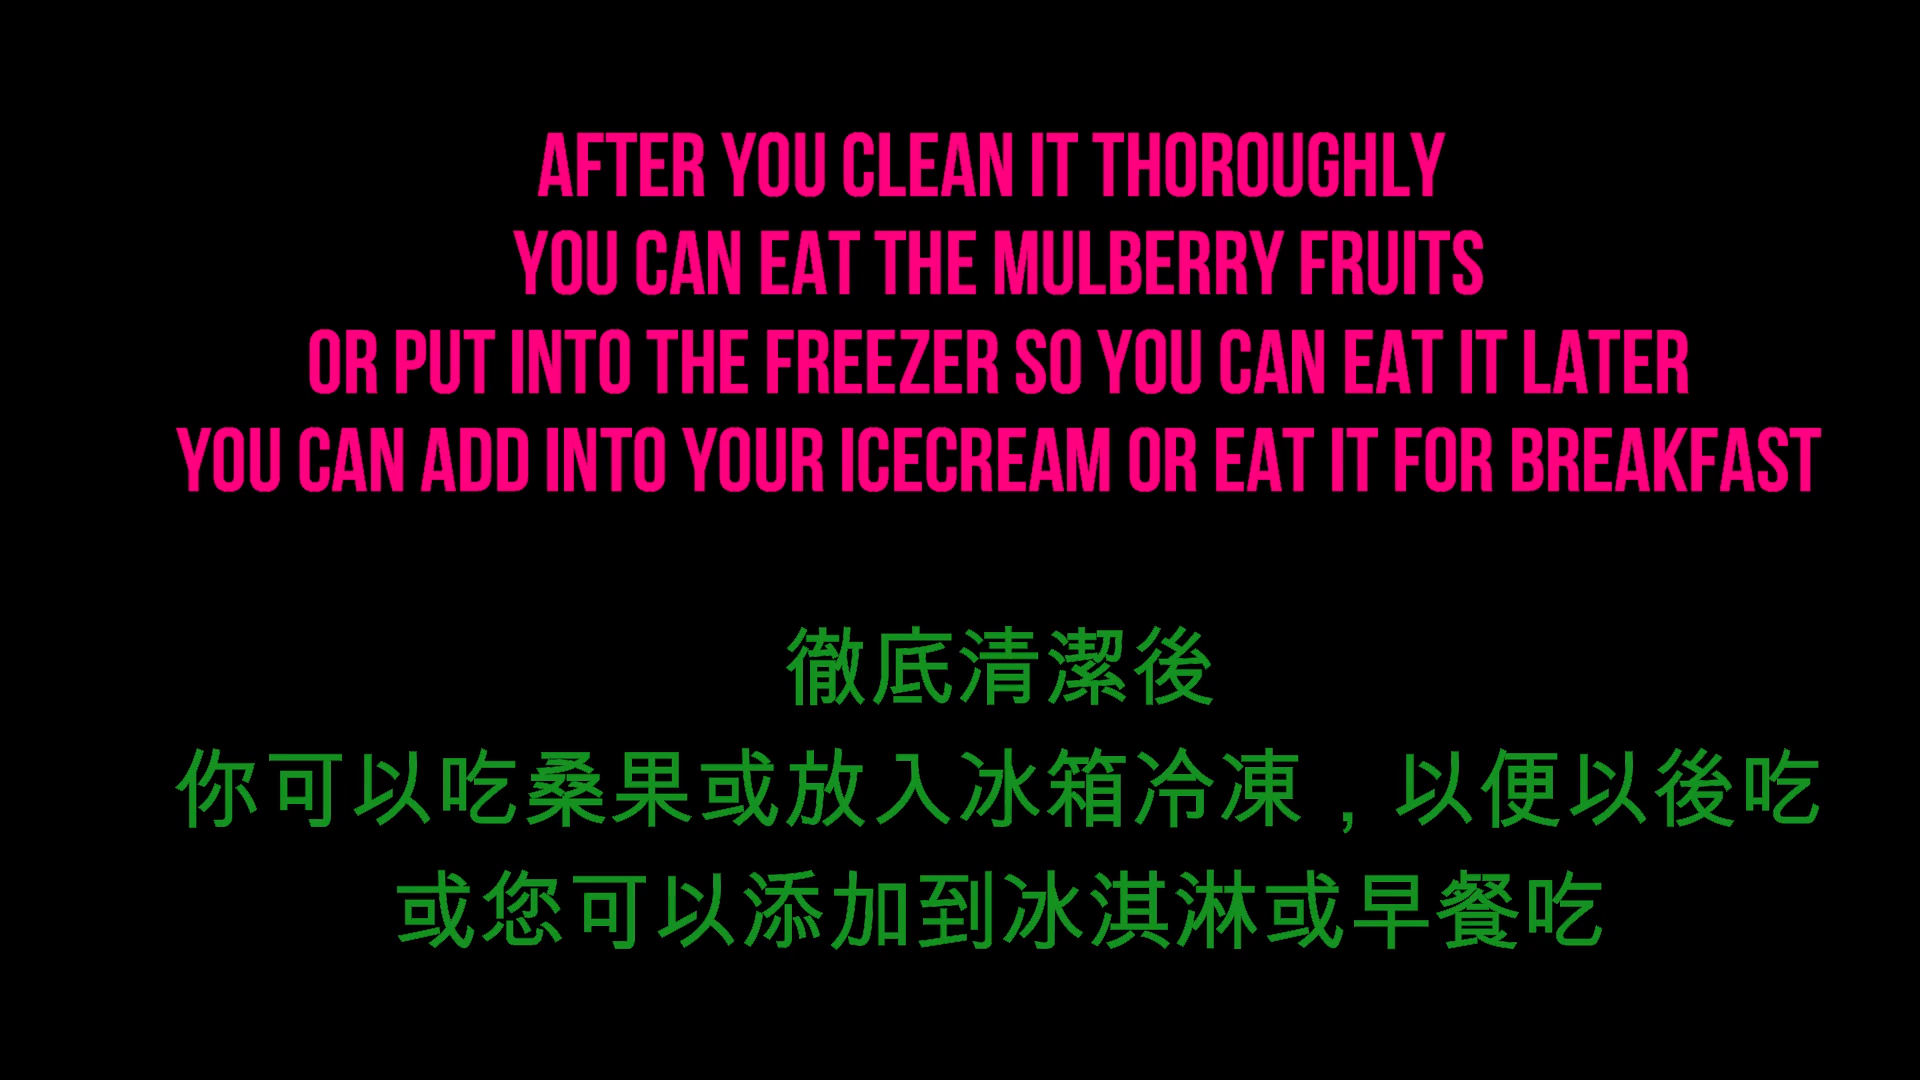 AFTER YOU CLEAN IT THOROUGHLY
YOU CAN EAT THE MULBERRY FRUITS
OR PUT INTO THE FREEZER SO YOU CAN EAT IT LATER
YOU CAN ADD INTO YOUR ICECREAM OR EAT IT FOR BREAKFAST
徹底清潔後
你可以吃桑果或放入冰箱冷凍，以便以後吃
或您可以添加到冰淇淋或早餐吃